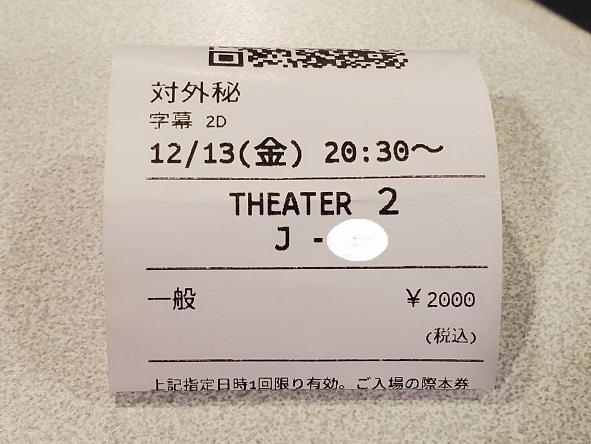 対外秘
字幕 2D
12/13(金) 20:30～
THEATER 2
J -
一般 ￥2000
(税込)
上記指定日時1回限り有効。ご入場の際本券